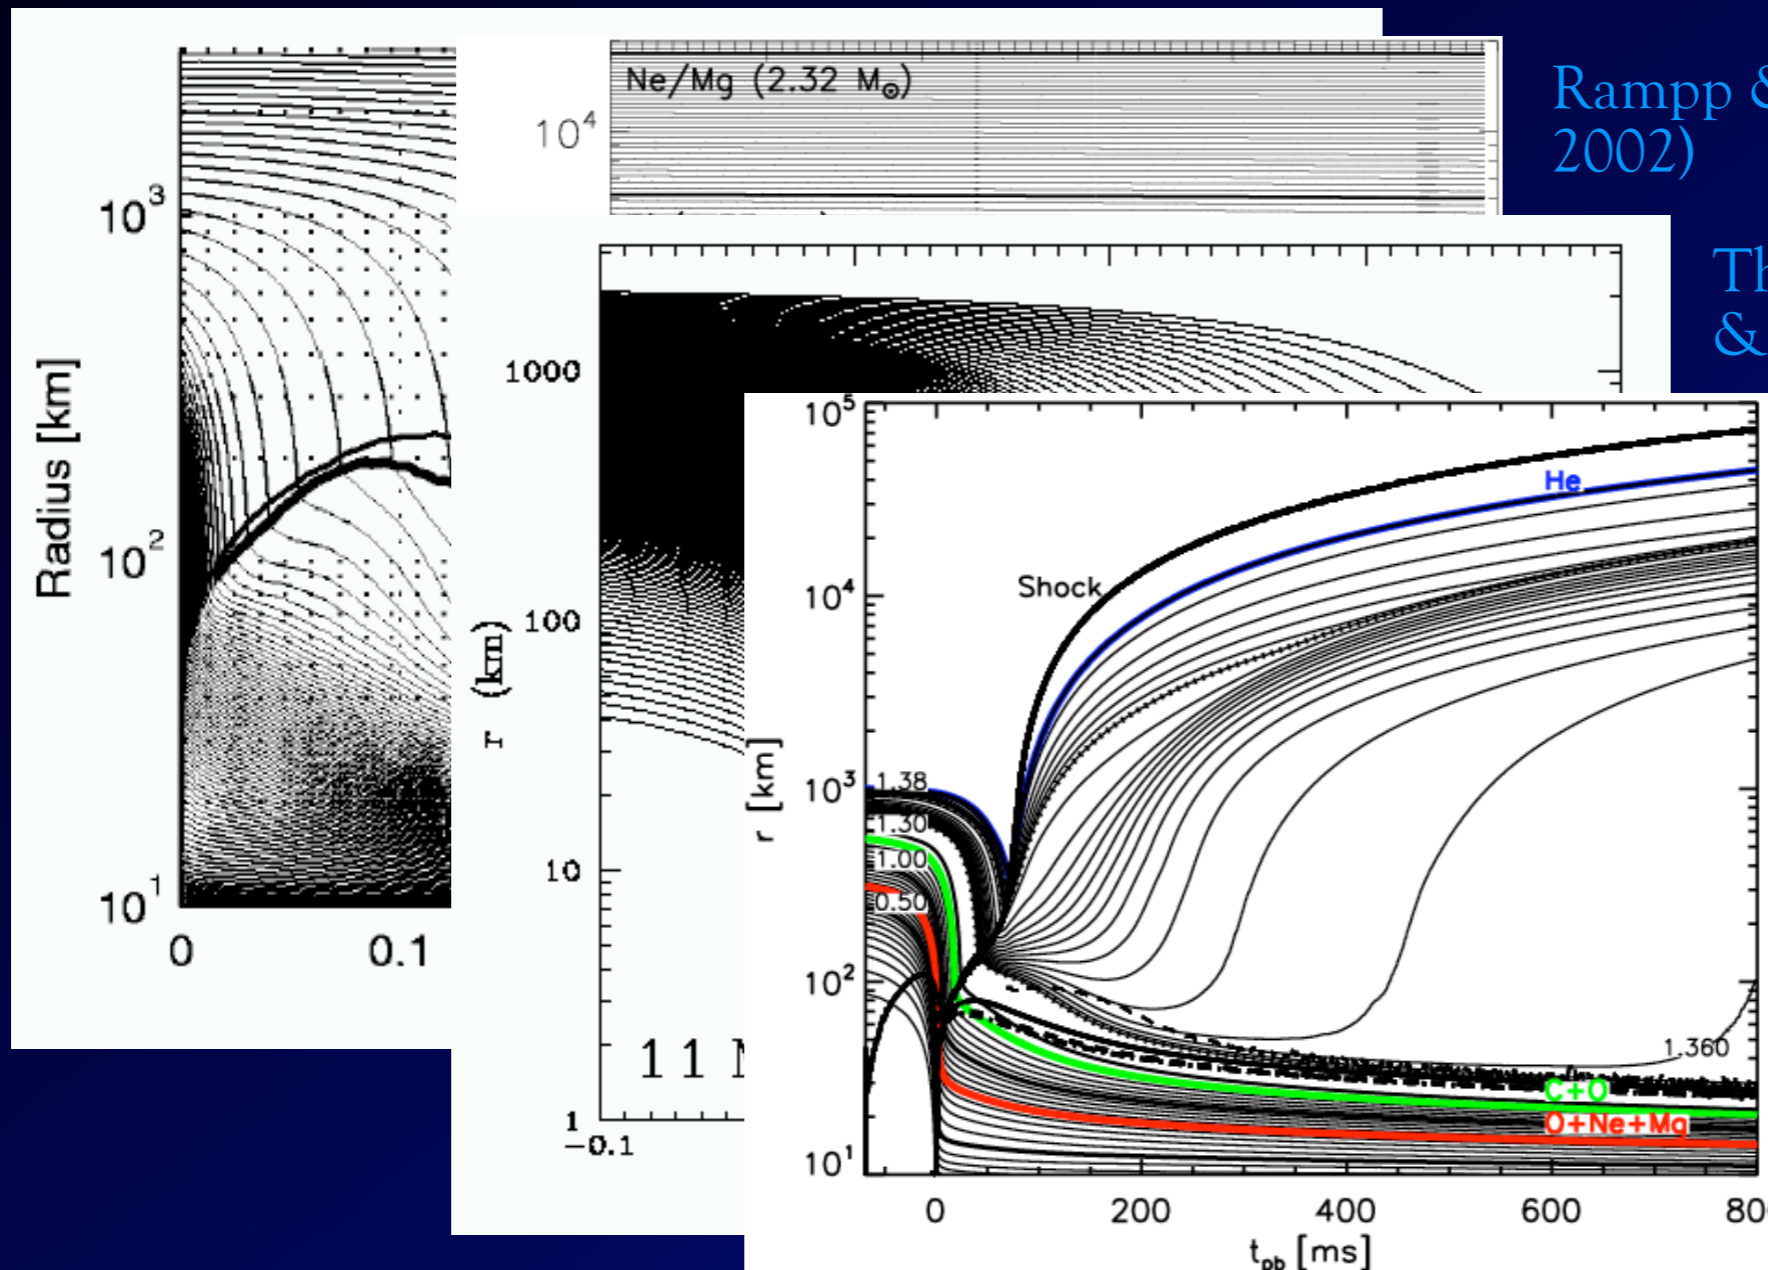 Rampp &
2002)
Th
&
Radius [km]
10³
10²
10¹
0
0.1
Ne/Mg (2.32 M⊙)
10⁴
r (km)
1000
100
10
1
-0.1
11
r [km]
10⁵
10⁴
10³
10²
10¹
He
Shock
1.38
1.30
1.00
0.50
1.360
C+O
O+Ne+Mg
0
200
400
600
80
t_pb [ms]